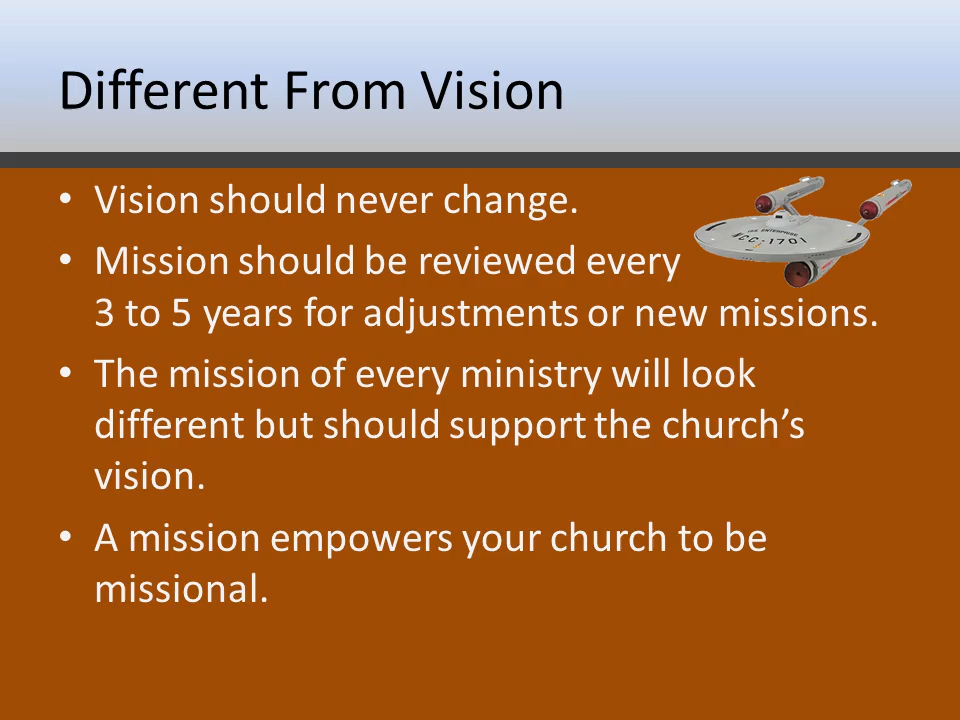 Different From Vision
• Vision should never change.
U.S.S. ENTERPRISE
NCC-1701
• Mission should be reviewed every
3 to 5 years for adjustments or new missions.
• The mission of every ministry will look
different but should support the church’s
vision.
• A mission empowers your church to be
missional.